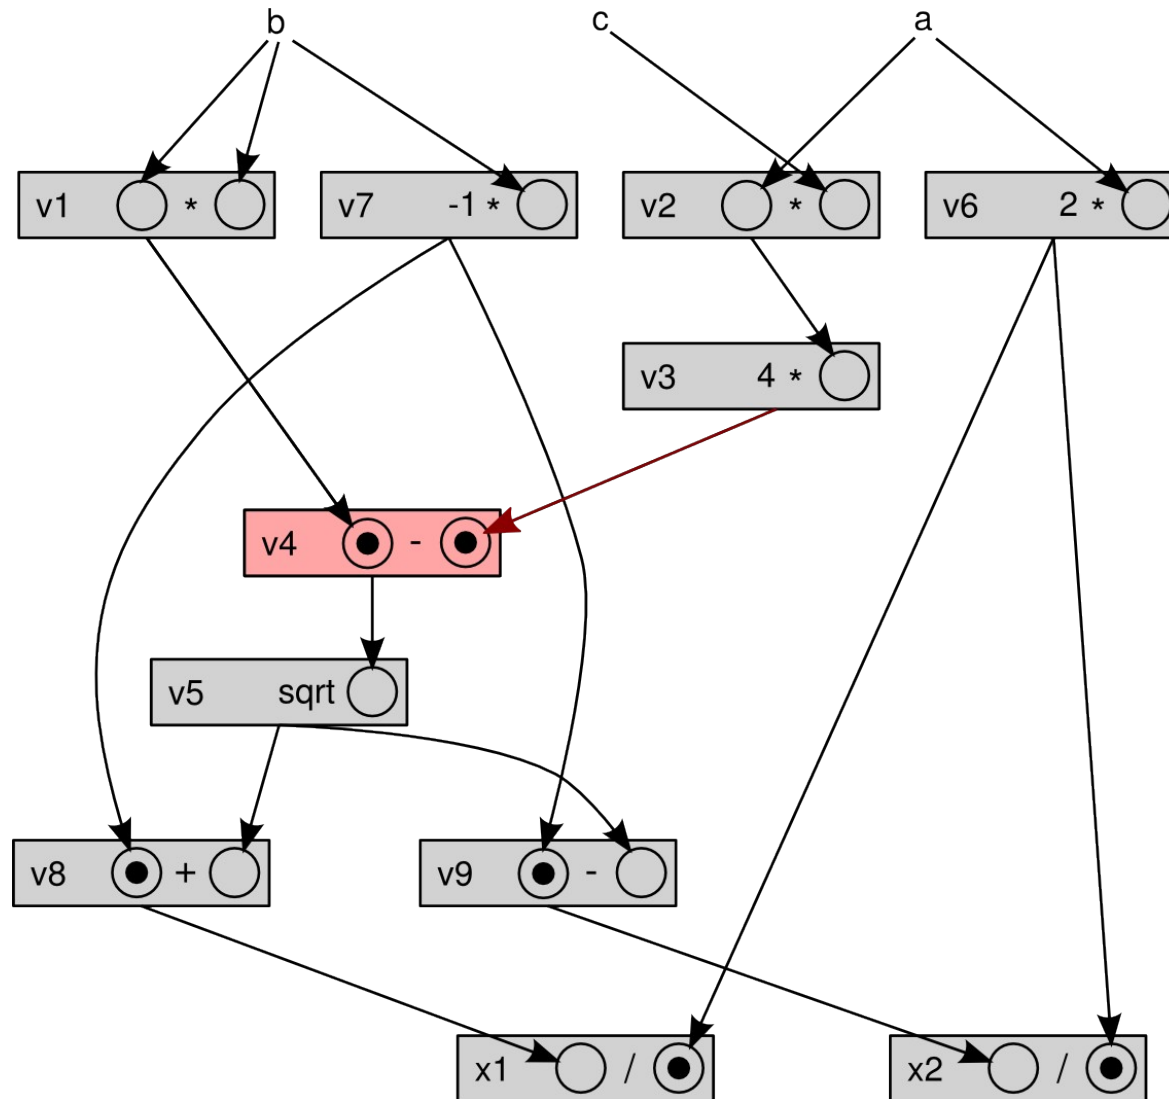 b c a
v1 *
v7 -1 *
v2 *
v6 2 *
v3 4 *
v4 -
v5 sqrt
v8 +
v9 -
x1 /
x2 /